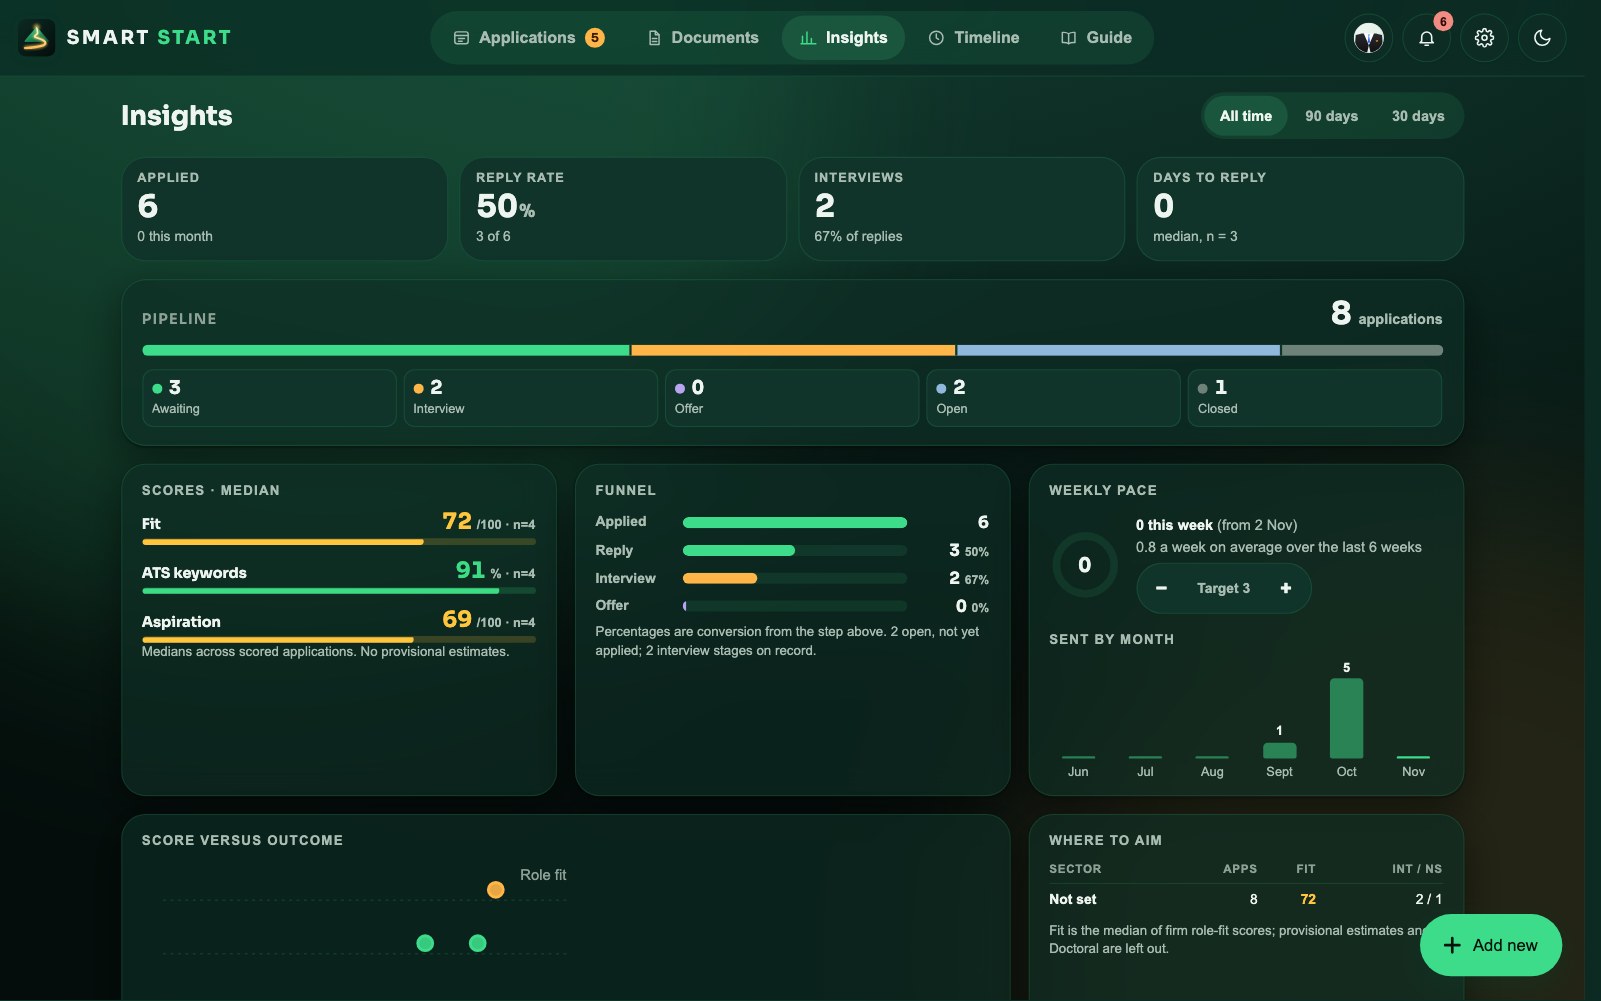 SMART START
Applications 5
Documents
Insights
Timeline
Guide
6
Insights
All time
90 days
30 days
APPLIED
6
0 this month
REPLY RATE
50%
3 of 6
INTERVIEWS
2
67% of replies
DAYS TO REPLY
0
median, n = 3
PIPELINE
8 applications
3
Awaiting
2
Interview
0
Offer
2
Open
1
Closed
SCORES · MEDIAN
Fit 72 /100 · n=4
ATS keywords 91 % · n=4
Aspiration 69 /100 · n=4
Medians across scored applications. No provisional estimates.
FUNNEL
Applied 6
Reply 3 50%
Interview 2 67%
Offer 0 0%
Percentages are conversion from the step above. 2 open, not yet
applied; 2 interview stages on record.
WEEKLY PACE
0
0 this week (from 2 Nov)
0.8 a week on average over the last 6 weeks
− Target 3 +
SENT BY MONTH
5
1
Jun Jul Aug Sept Oct Nov
SCORE VERSUS OUTCOME
Role fit
WHERE TO AIM
SECTOR APPS FIT INT / NS
Not set 8 72 2 / 1
Fit is the median of firm role-fit scores; provisional estimates
Doctoral are left out.
+ Add new